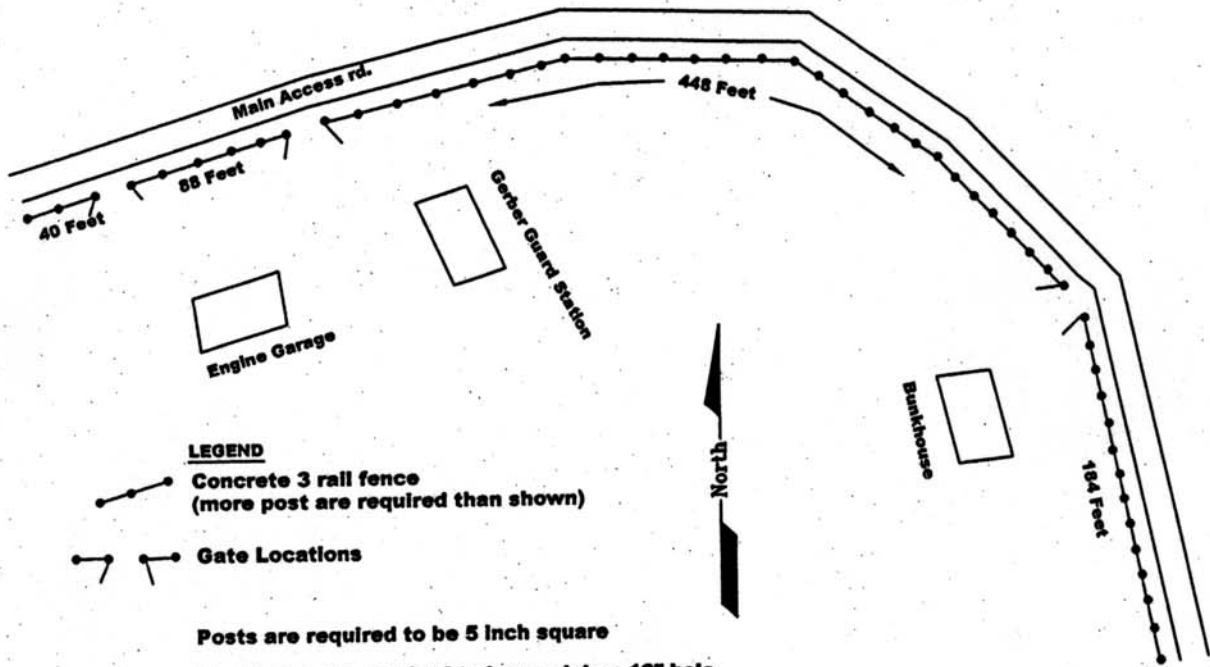 Main Access rd.
448 Feet
88 Feet
40 Feet
Gerber Guard Station
Engine Garage
Bunkhouse
North
184 Feet
LEGEND
Concrete 3 rail fence
(more post are required than shown)
Gate Locations
Posts are required to be 5 inch square